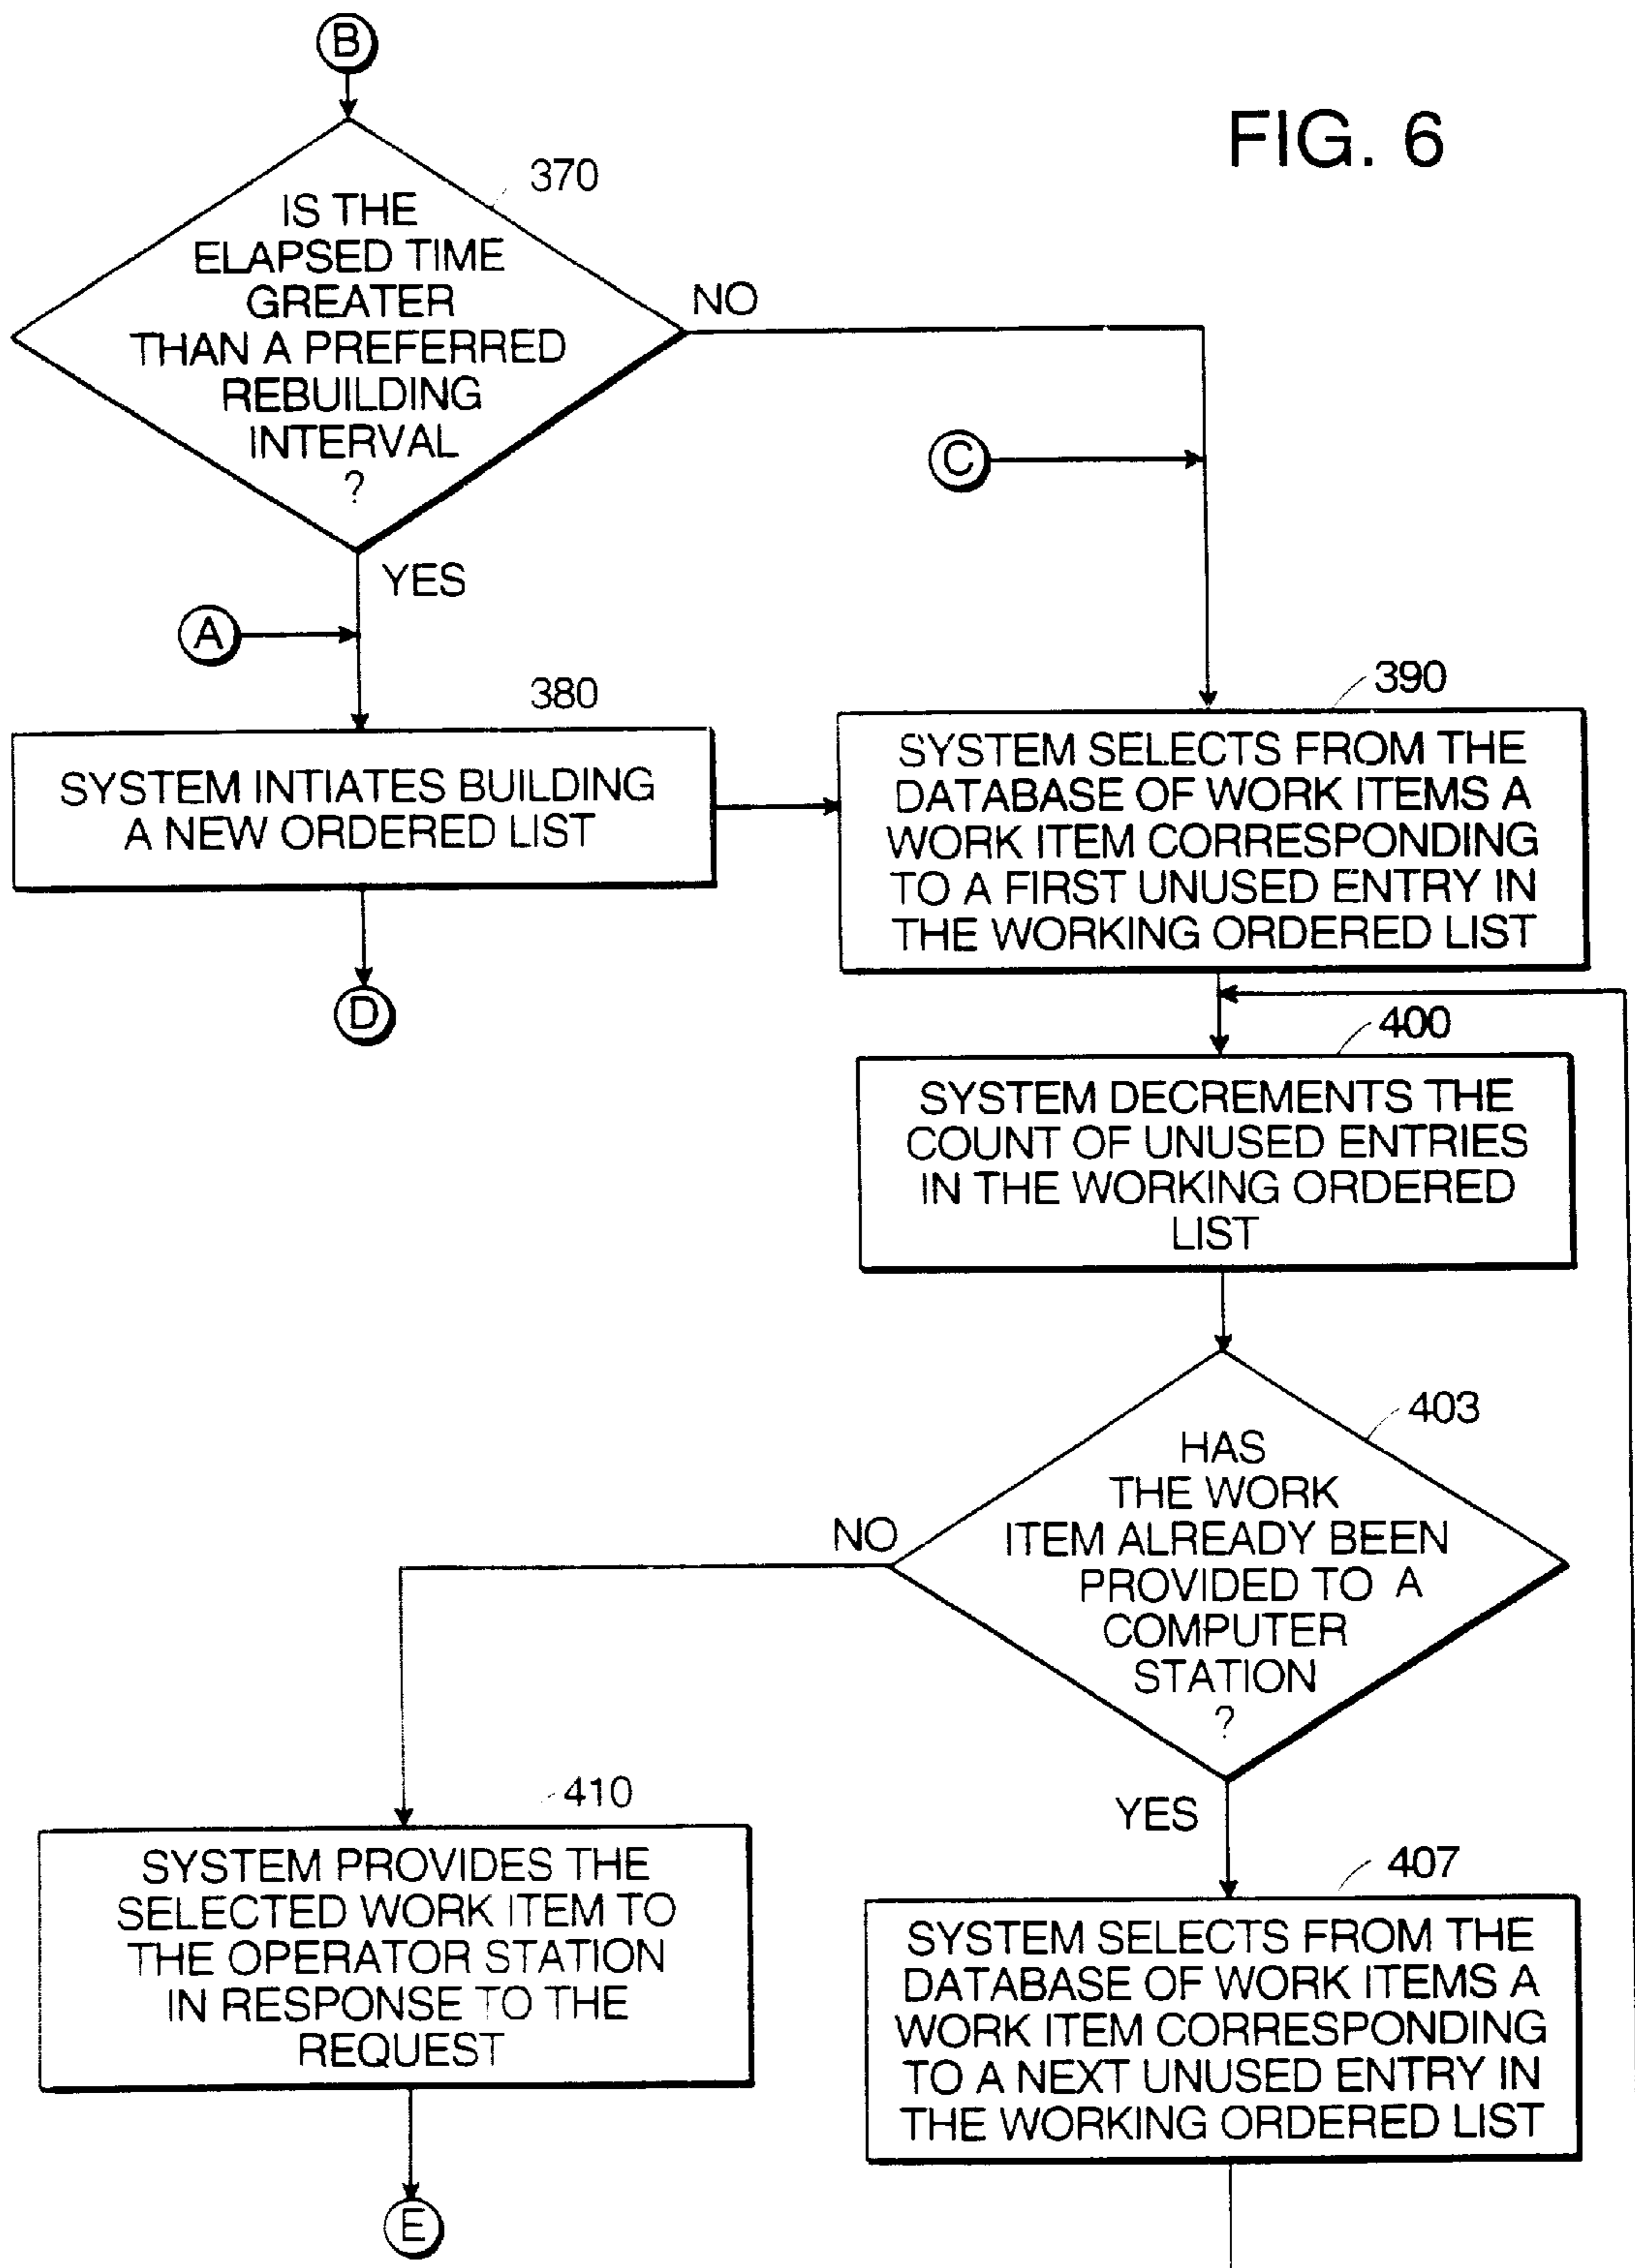 B
FIG. 6
370
IS THE
ELAPSED TIME
GREATER
THAN A PREFERRED
REBUILDING
INTERVAL
?
NO
C
YES
A
380
SYSTEM INTIATES BUILDING
A NEW ORDERED LIST
D
390
SYSTEM SELECTS FROM THE
DATABASE OF WORK ITEMS A
WORK ITEM CORRESPONDING
TO A FIRST UNUSED ENTRY IN
THE WORKING ORDERED LIST
400
SYSTEM DECREMENTS THE
COUNT OF UNUSED ENTRIES
IN THE WORKING ORDERED
LIST
403
HAS
THE WORK
ITEM ALREADY BEEN
PROVIDED TO A
COMPUTER
STATION
?
NO
YES
410
SYSTEM PROVIDES THE
SELECTED WORK ITEM TO
THE OPERATOR STATION
IN RESPONSE TO THE
REQUEST
E
407
SYSTEM SELECTS FROM THE
DATABASE OF WORK ITEMS A
WORK ITEM CORRESPONDING
TO A NEXT UNUSED ENTRY IN
THE WORKING ORDERED LIST